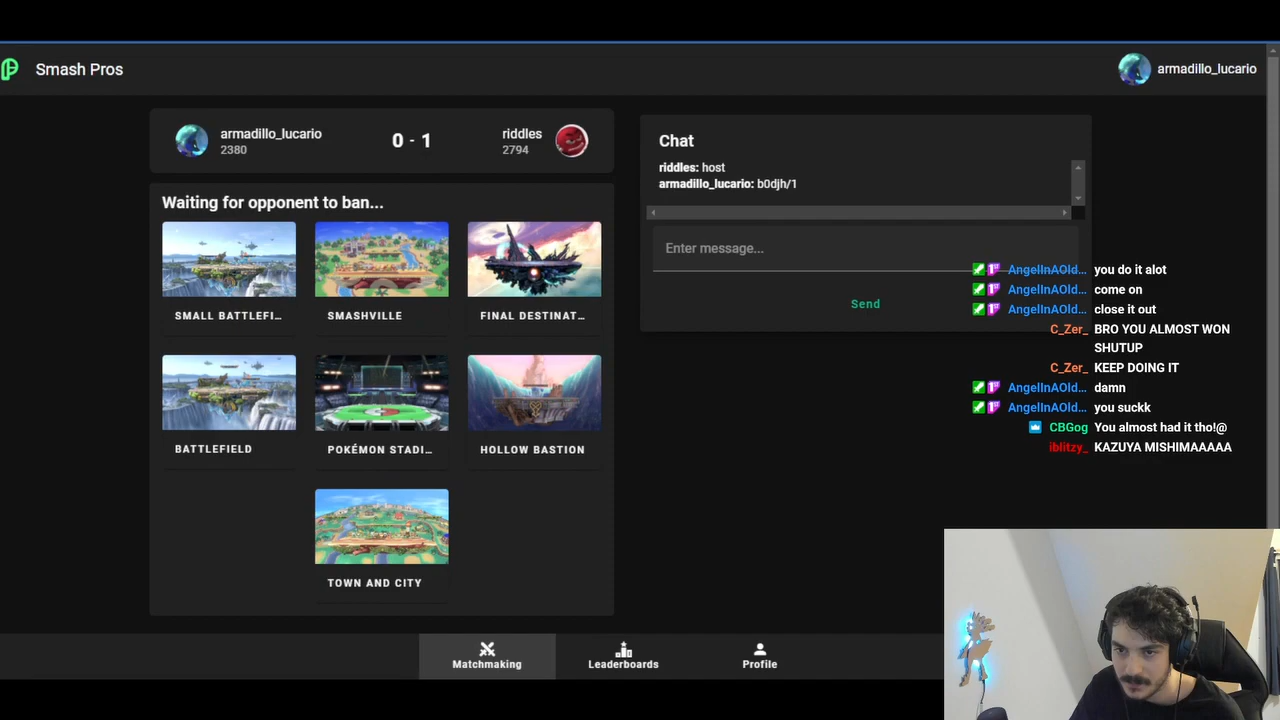 Smash Pros
armadillo_lucario
armadillo_lucario
2380
0 - 1
riddles
2794
Waiting for opponent to ban...
SMALL BATTLEFI...
SMASHVILLE
FINAL DESTINAT...
BATTLEFIELD
POKÉMON STADI...
HOLLOW BASTION
TOWN AND CITY
Chat
riddles: host
armadillo_lucario: b0djh/1
Enter message...
Send
AngelInAOld... you do it alot
AngelInAOld... come on
AngelInAOld... close it out
C_Zer_ BRO YOU ALMOST WON
SHUTUP
C_Zer_ KEEP DOING IT
AngelInAOld... damn
AngelInAOld... you suckk
CBGog You almost had it tho!@
iblitzy_ KAZUYA MISHIMAAAAA
Matchmaking
Leaderboards
Profile